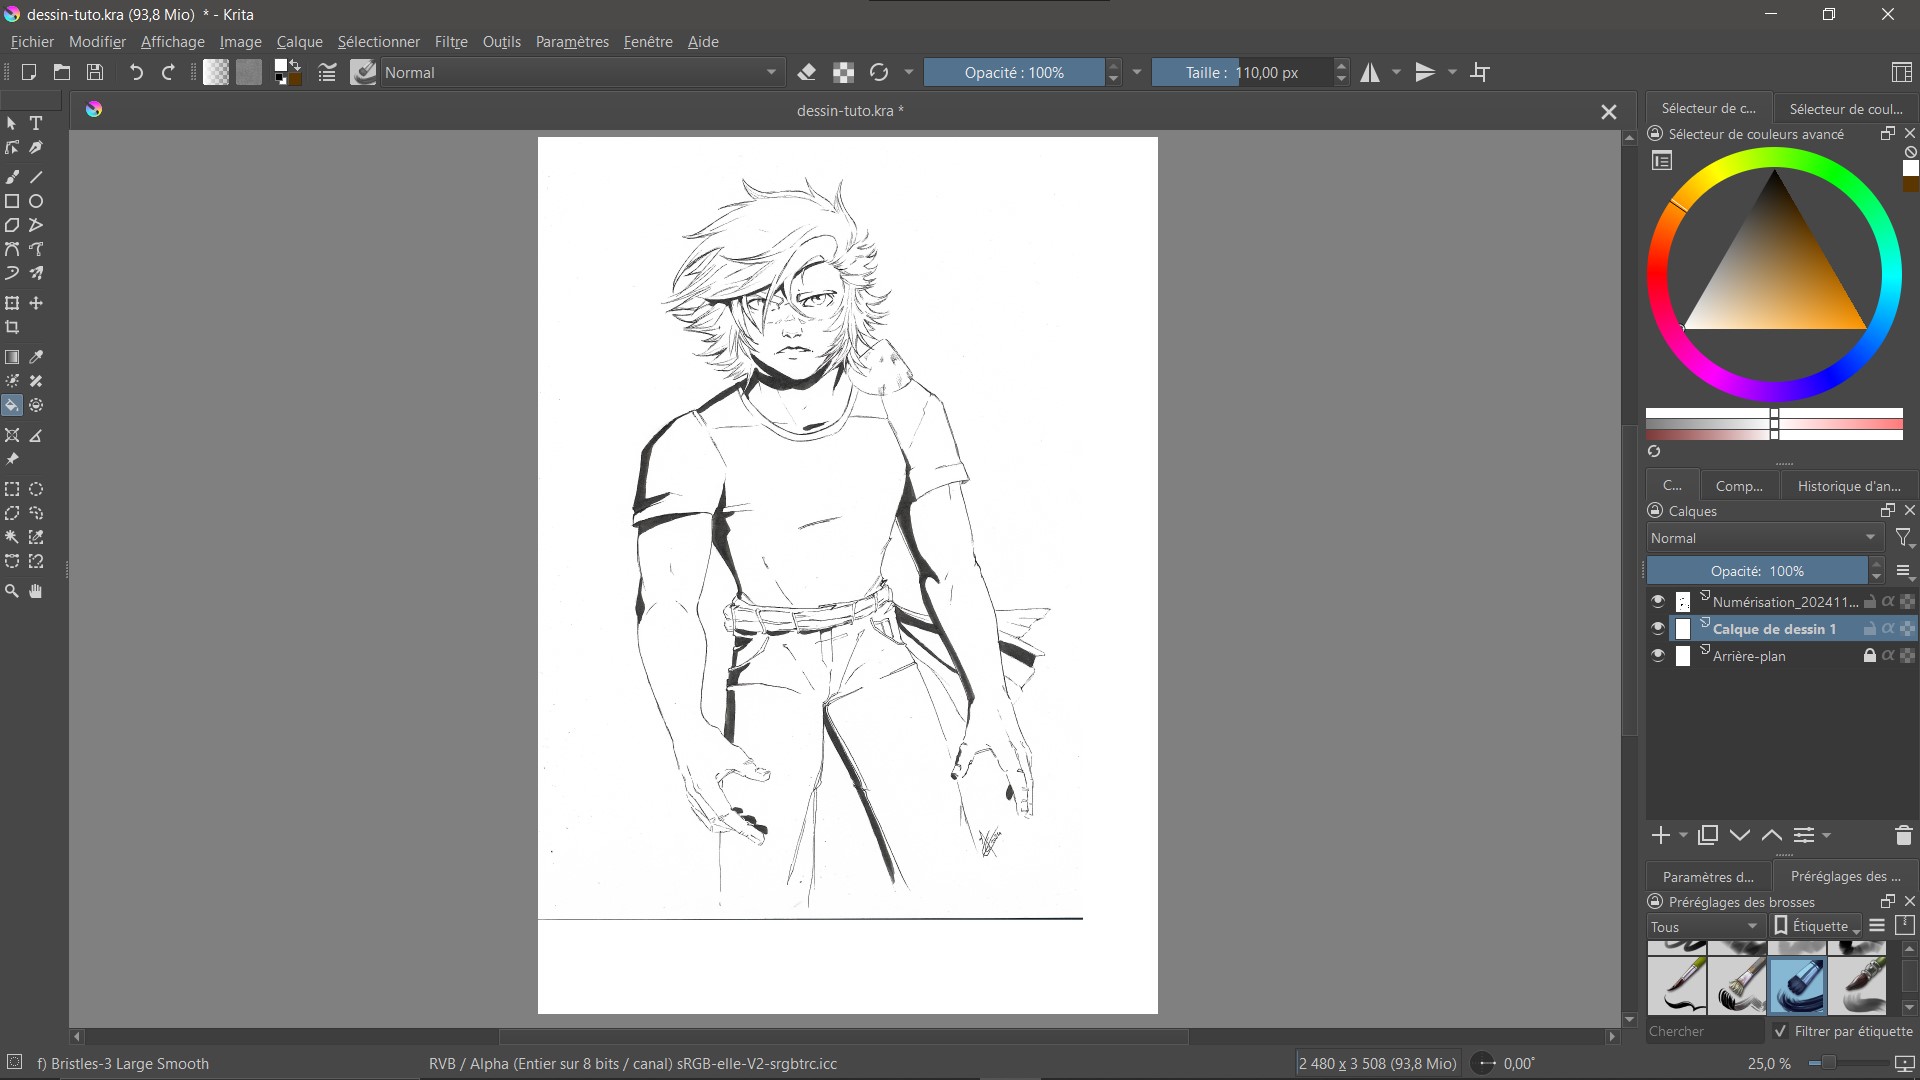 dessin-tuto.kra (93,8 Mio)  * - Krita
Fichier Modifier Affichage Image Calque Sélectionner Filtre Outils Paramètres Fenêtre Aide
Normal Opacité : 100% Taille : 110,00 px
dessin-tuto.kra *
Sélecteur de c... Sélecteur de coul...
Sélecteur de couleurs avancé
C... Comp... Historique d'an...
Calques
Normal
Opacité:  100%
Numérisation_202411...
Calque de dessin 1
Arrière-plan
Paramètres d... Préréglages des ...
Préréglages des brosses
Tous Étiquette
Chercher Filtrer par étiquette
f) Bristles-3 Large Smooth RVB / Alpha (Entier sur 8 bits / canal) sRGB-elle-V2-srgbtrc.icc 2 480 x 3 508 (93,8 Mio) 0,00° 25,0 %